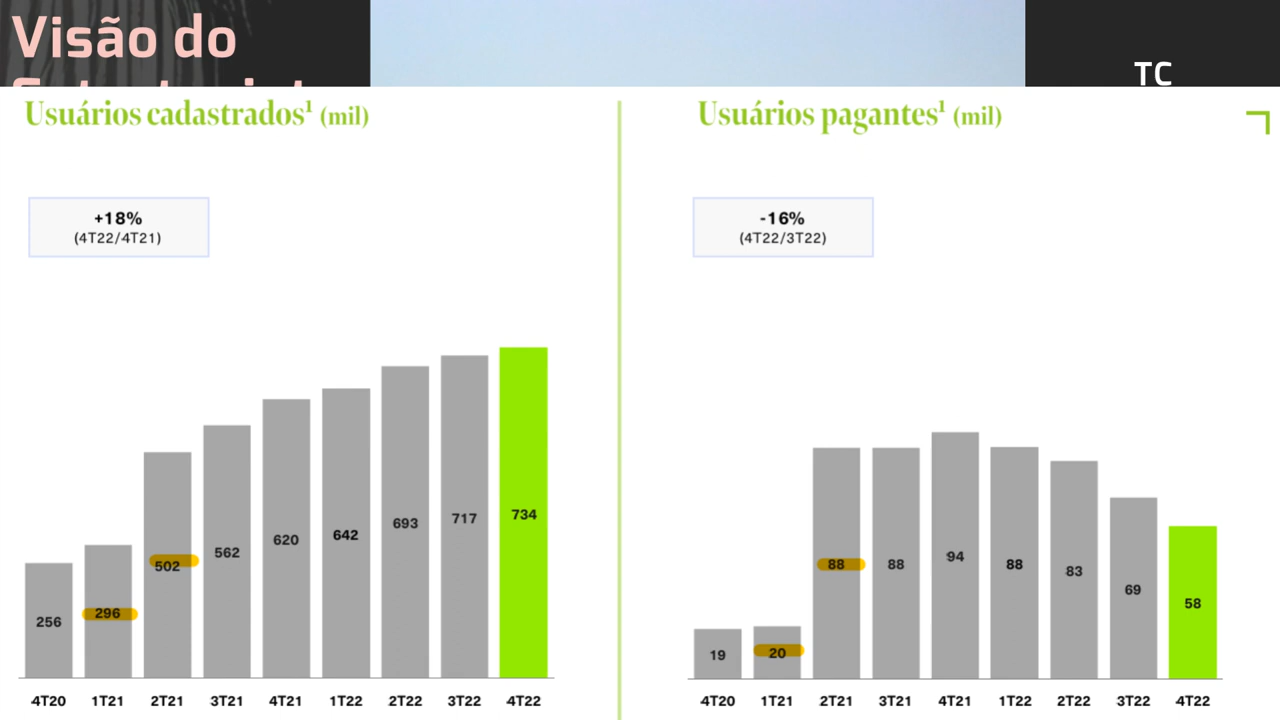 Visão do
TC
Usuários cadastrados¹ (mil)
+18%
(4T22/4T21)
256
296
502
562
620
642
693
717
734
4T20
1T21
2T21
3T21
4T21
1T22
2T22
3T22
4T22
Usuários pagantes¹ (mil)
-16%
(4T22/3T22)
19
20
88
88
94
88
83
69
58
4T20
1T21
2T21
3T21
4T21
1T22
2T22
3T22
4T22